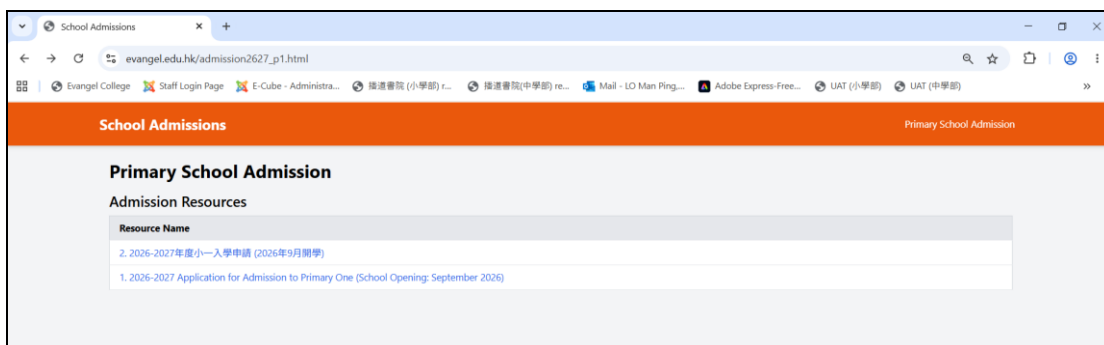 School Admissions
evangel.edu.hk/admission2627_p1.html
Evangel College Staff Login Page E-Cube - Administra... 播道書院 (小學部) r... 播道書院(中學部) re... Mail - LO Man Ping,... Adobe Express-Free... UAT (小學部) UAT (中學部)
School Admissions Primary School Admission
Primary School Admission
Admission Resources
Resource Name
2. 2026-2027年度小一入學申請 (2026年9月開學)
1. 2026-2027 Application for Admission to Primary One (School Opening: September 2026)